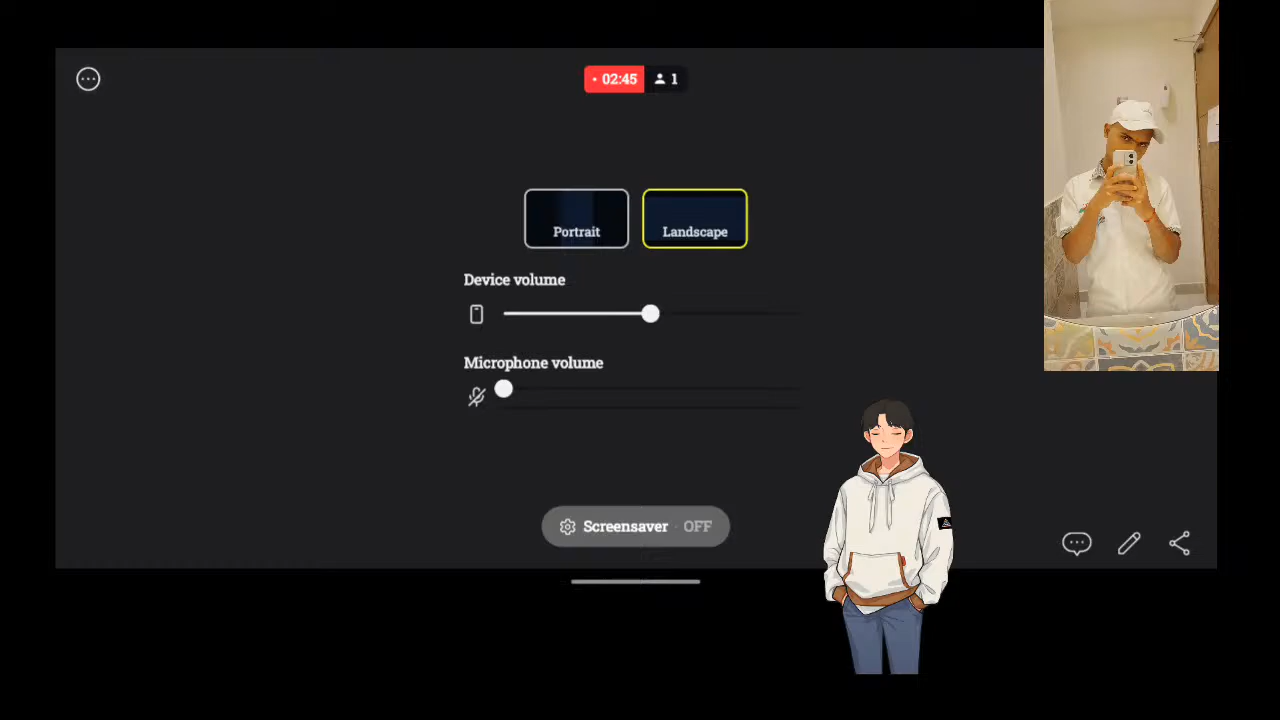 02:45 1
Portrait
Landscape
Device volume
Microphone volume
Screensaver · OFF